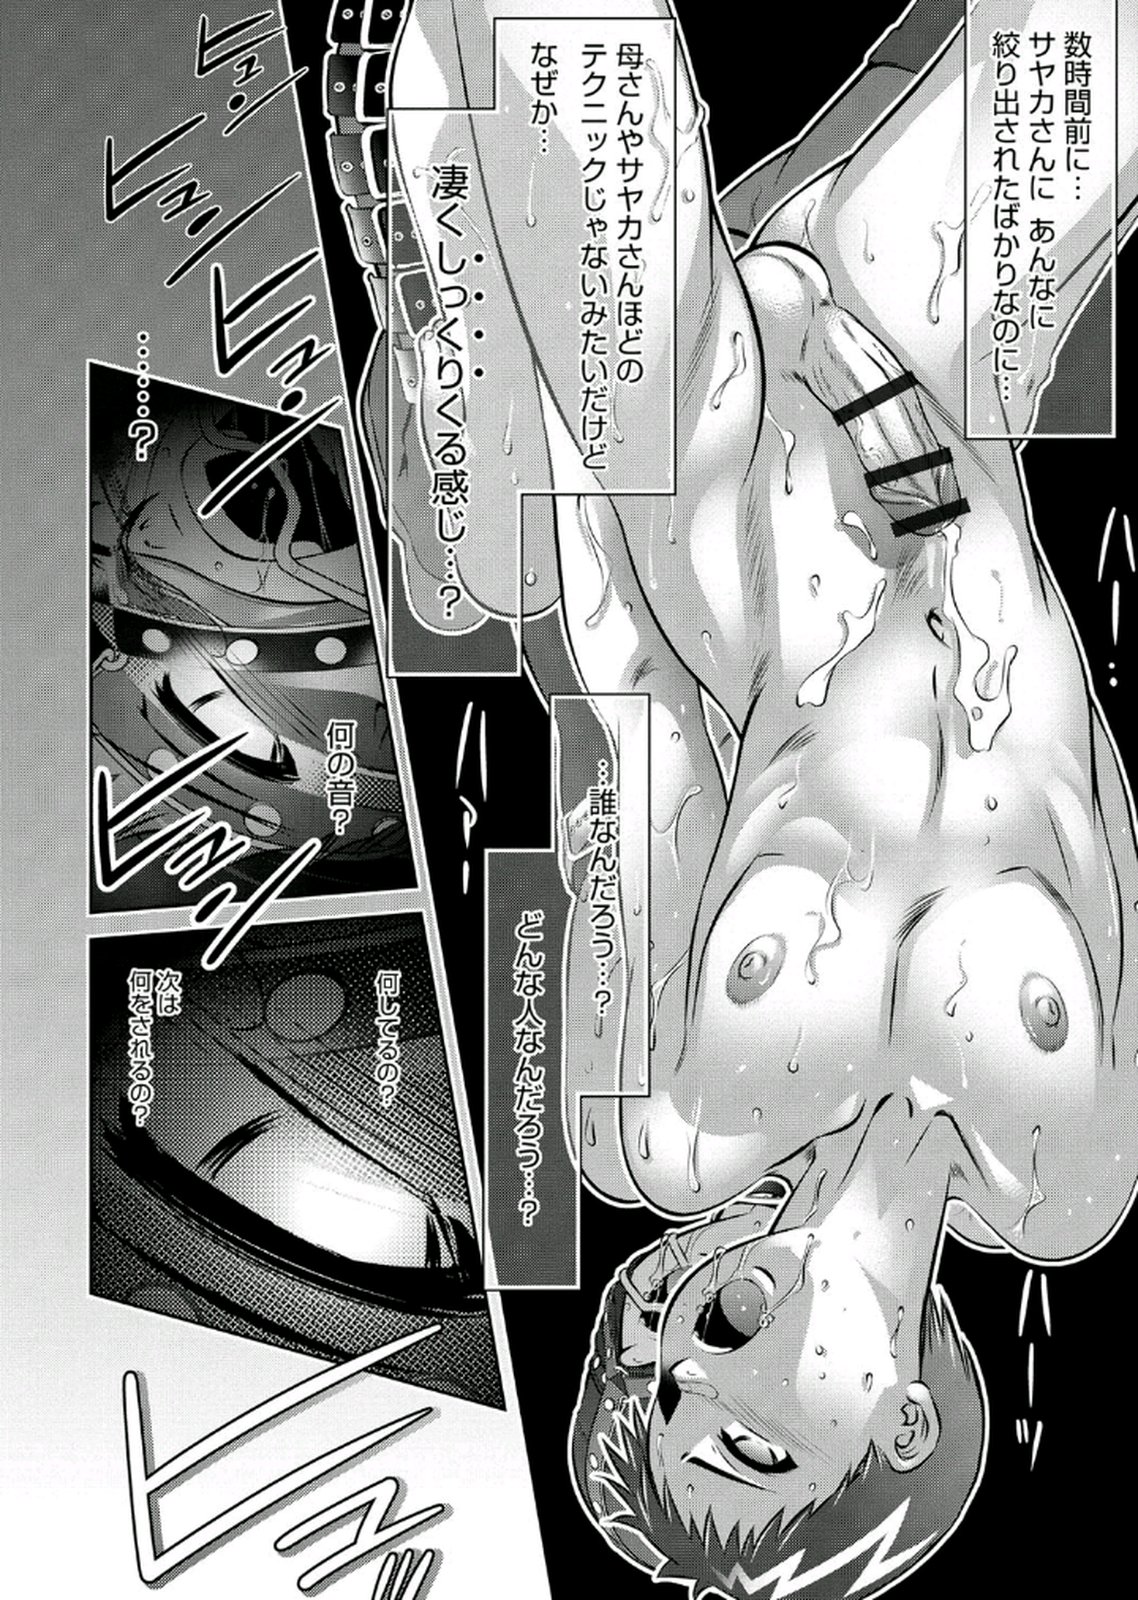 数時間前に…
サヤカさんに あんなに
絞り出されたばかりなのに…
母さんやサヤカさんほどの
テクニックじゃないみたいだけど
なぜか…
凄くしっくりくる感じ…？
…誰なんだろう…？
どんな人なんだろう…？
ヒュンッ
ヒュンッ
………？
何の音？
ヒュンッ
何してるの？
次は
何をされるの？
ヒュッ